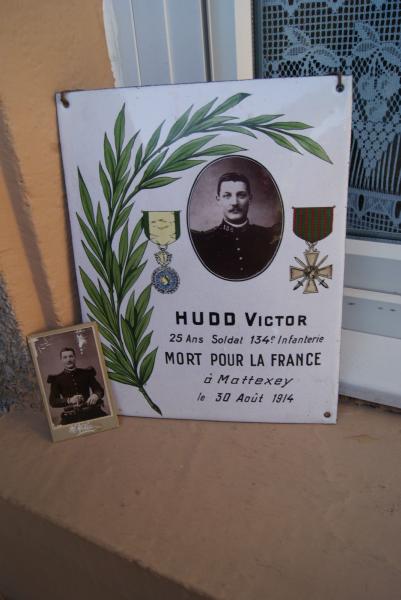 HUDD VICTOR
25 Ans Soldat 134e Infanterie
MORT POUR LA FRANCE
à Mattexey
le 30 Août 1914